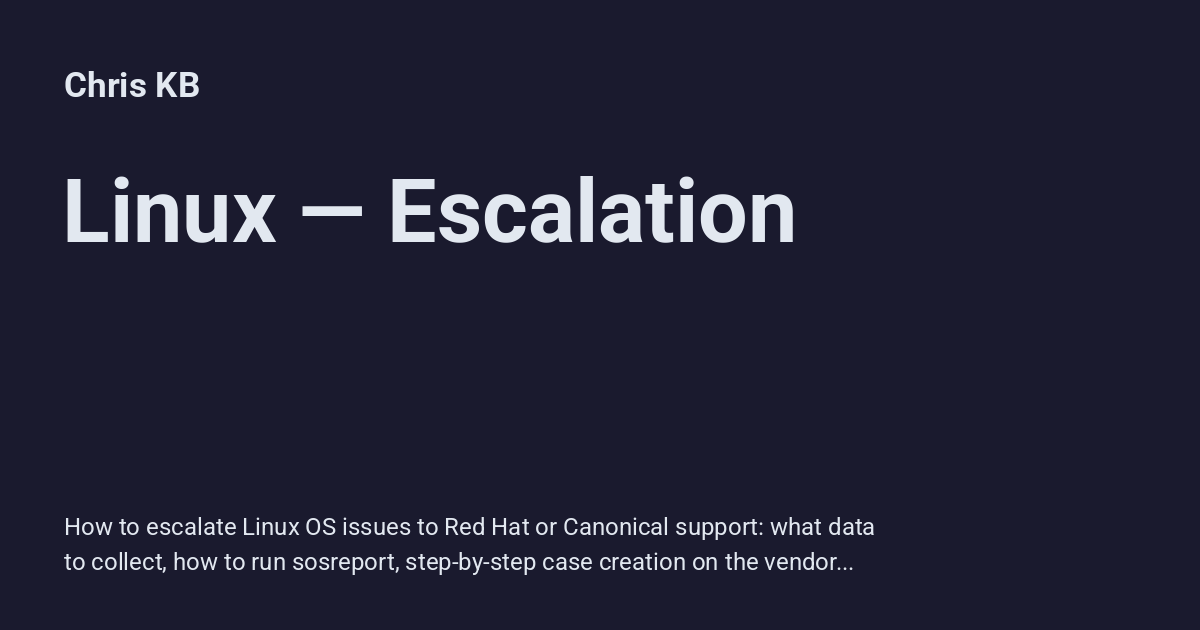 Chris KB
Linux — Escalation
How to escalate Linux OS issues to Red Hat or Canonical support: what data
to collect, how to run sosreport, step-by-step case creation on the vendor...